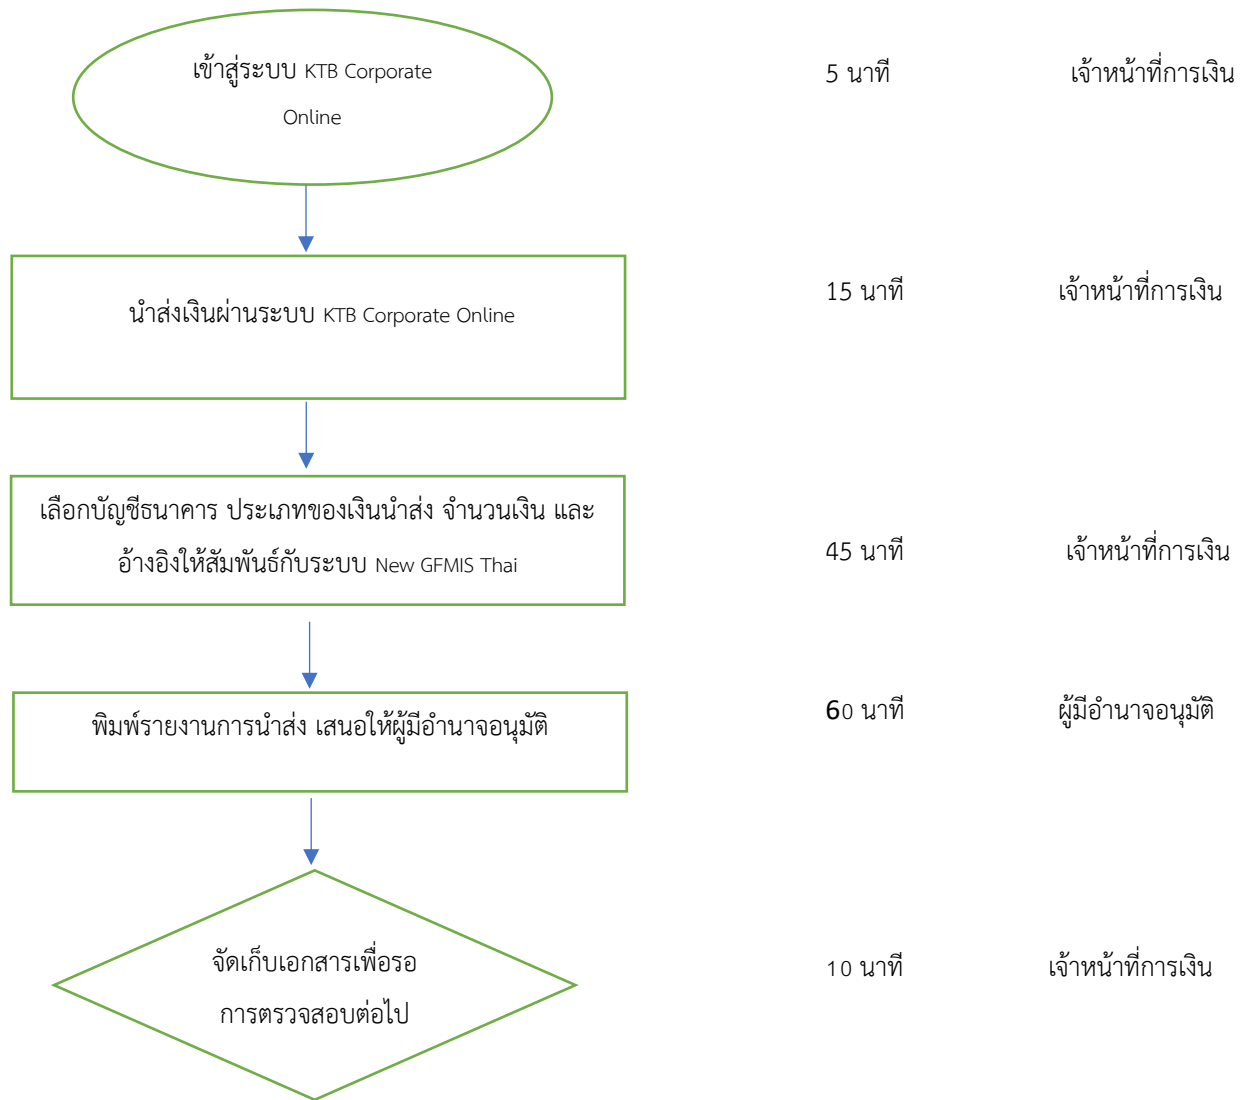 เข้าสู่ระบบ KTB Corporate
Online
5 นาที
เจ้าหน้าที่การเงิน
นำส่งเงินผ่านระบบ KTB Corporate Online
15 นาที
เจ้าหน้าที่การเงิน
เลือกบัญชีธนาคาร ประเภทของเงินนำส่ง จำนวนเงิน และ
อ้างอิงให้สัมพันธ์กับระบบ New GFMIS Thai
45 นาที
เจ้าหน้าที่การเงิน
พิมพ์รายงานการนำส่ง เสนอให้ผู้มีอำนาจอนุมัติ
60 นาที
ผู้มีอำนาจอนุมัติ
จัดเก็บเอกสารเพื่อรอ
การตรวจสอบต่อไป
10 นาที
เจ้าหน้าที่การเงิน